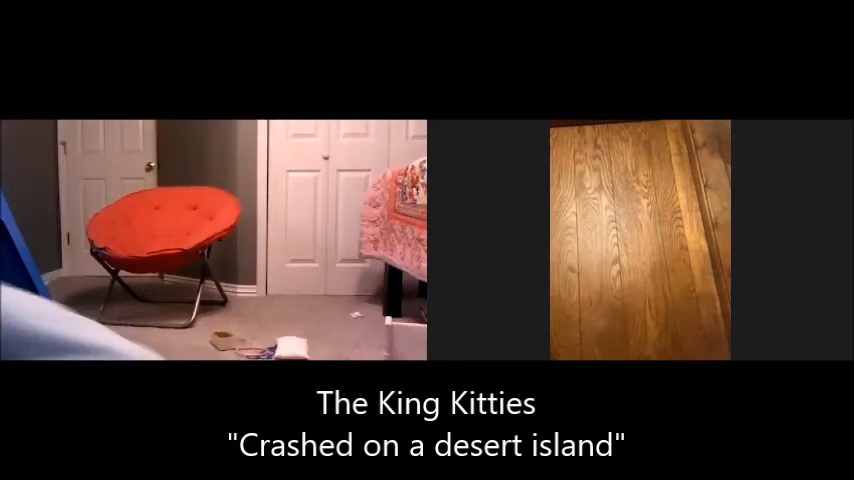 The King Kitties
"Crashed on a desert island"